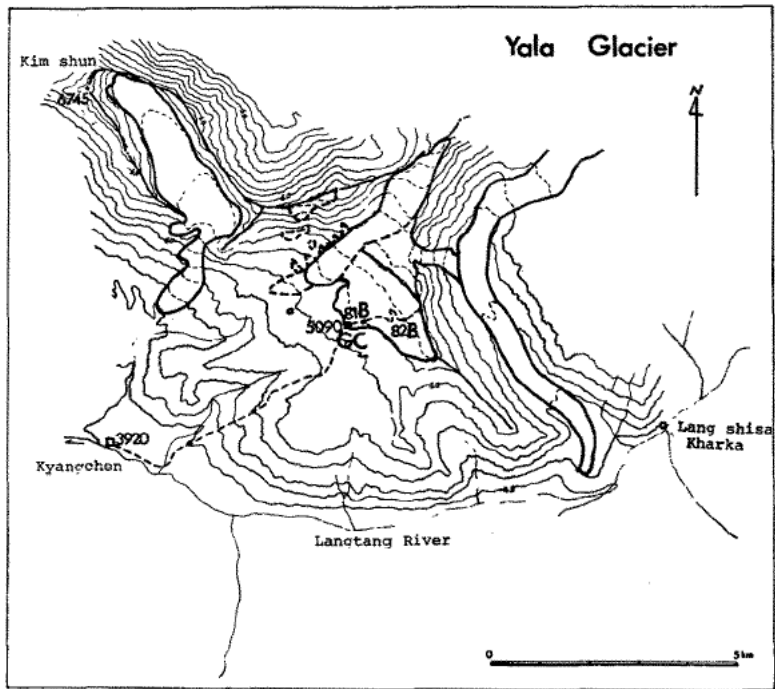 Yala Glacier
Kim shun
6745
N
81B
5090
82B
GC
3920
Kyangchen
Lang shisa
Kharka
Langtang River
0
5km